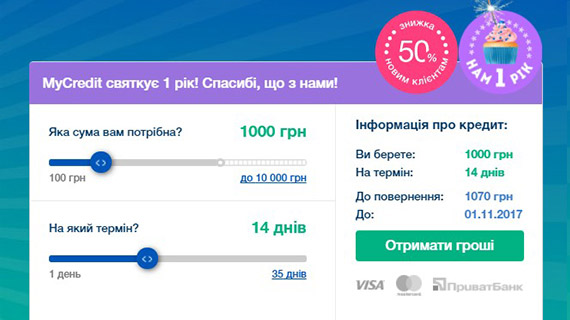 знижка
50%
новим клієнтам
НАМ 1 РІК
MyCredit святкує 1 рік! Спасибі, що з нами!
Яка сума вам потрібна?
1000 грн
100 грн
до 10 000 грн
На який термін?
14 днів
1 день
35 днів
Інформація про кредит:
Ви берете: 1000 грн
На термін: 14 днів
До повернення: 1070 грн
До: 01.11.2017
Отримати гроші
VISA
MasterCard
ПриватБанк